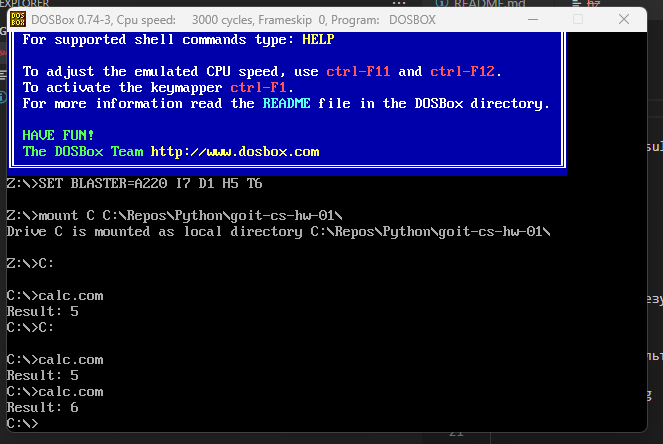 EXPLORER
README.md
hz
DOSBox 0.74-3, Cpu speed: 3000 cycles, Frameskip 0, Program: DOSBOX
For supported shell commands type: HELP
To adjust the emulated CPU speed, use ctrl-F11 and ctrl-F12.
To activate the keymapper ctrl-F1.
For more information read the README file in the DOSBox directory.
HAVE FUN!
The DOSBox Team http://www.dosbox.com
Z:\>SET BLASTER=A220 I7 D1 H5 T6
Z:\>mount C C:\Repos\Python\goit-cs-hw-01\
Drive C is mounted as local directory C:\Repos\Python\goit-cs-hw-01\
Z:\>C:
C:\>calc.com
Result: 5
C:\>C:
C:\>calc.com
Result: 5
C:\>calc.com
Result: 6
C:\>
21